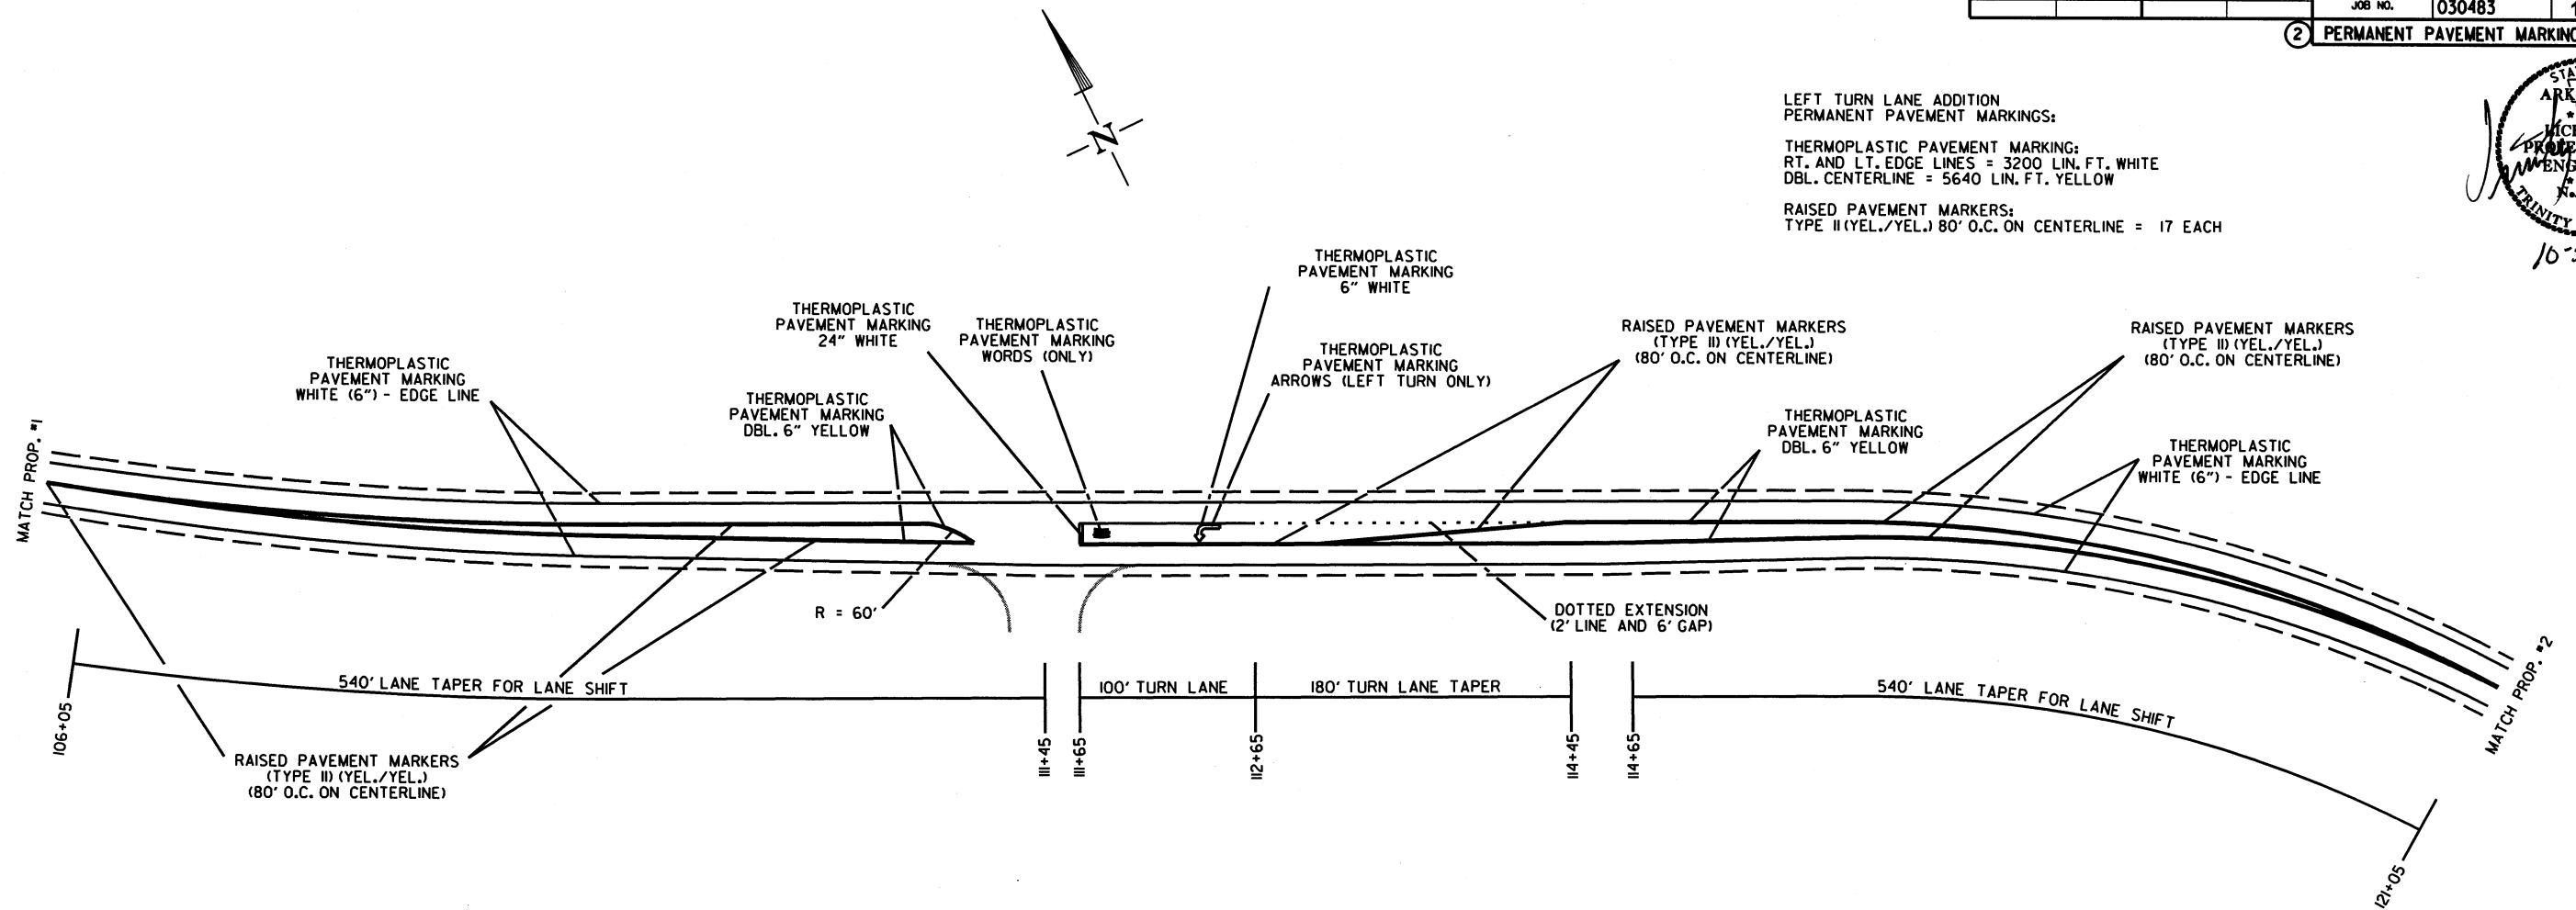 JOB NO. 030483
2 PERMANENT PAVEMENT
LEFT TURN LANE ADDITION
PERMANENT PAVEMENT MARKINGS:
THERMOPLASTIC PAVEMENT MARKING:
RT. AND LT. EDGE LINES = 3200 LIN. FT. WHITE
DBL. CENTERLINE = 5640 LIN. FT. YELLOW
RAISED PAVEMENT MARKERS:
TYPE II (YEL./YEL.) 80' O.C. ON CENTERLINE = 17 EACH
TRINITY
N
THERMOPLASTIC
PAVEMENT MARKING
6" WHITE
THERMOPLASTIC
PAVEMENT MARKING
24" WHITE
THERMOPLASTIC
PAVEMENT MARKING
WORDS (ONLY)
THERMOPLASTIC
PAVEMENT MARKING
ARROWS (LEFT TURN ONLY)
RAISED PAVEMENT MARKERS
(TYPE II) (YEL./YEL.)
(80' O.C. ON CENTERLINE)
RAISED PAVEMENT MARKERS
(TYPE II) (YEL./YEL.)
(80' O.C. ON CENTERLINE)
THERMOPLASTIC
PAVEMENT MARKING
WHITE (6") - EDGE LINE
THERMOPLASTIC
PAVEMENT MARKING
DBL. 6" YELLOW
THERMOPLASTIC
PAVEMENT MARKING
DBL. 6" YELLOW
THERMOPLASTIC
PAVEMENT MARKING
WHITE (6") - EDGE LINE
MATCH PROP. #1
R = 60'
DOTTED EXTENSION
(2' LINE AND 6' GAP)
MATCH PROP. #2
540' LANE TAPER FOR LANE SHIFT
100' TURN LANE
180' TURN LANE TAPER
540' LANE TAPER FOR LANE SHIFT
106+05
111+45
111+65
112+65
114+45
114+65
121+05
RAISED PAVEMENT MARKERS
(TYPE II) (YEL./YEL.)
(80' O.C. ON CENTERLINE)